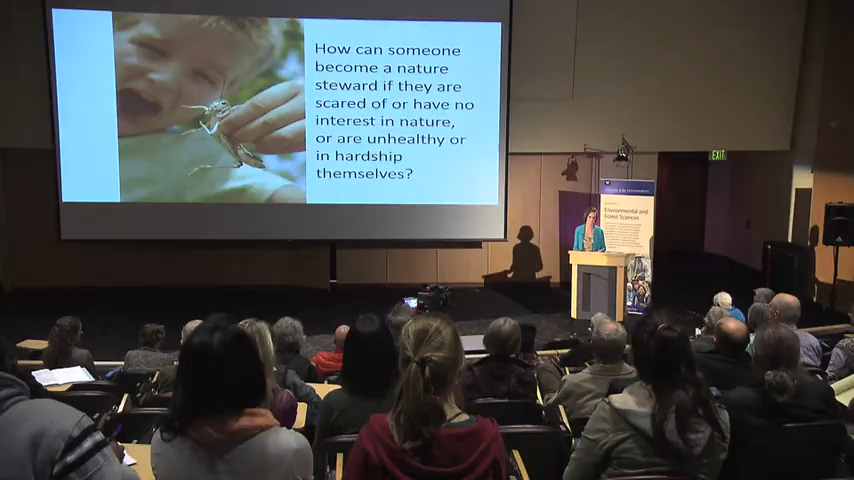 How can someone
become a nature
steward if they are
scared of or have no
interest in nature,
or are unhealthy or
in hardship
themselves?
EXIT
Environmental and
Forest Sciences